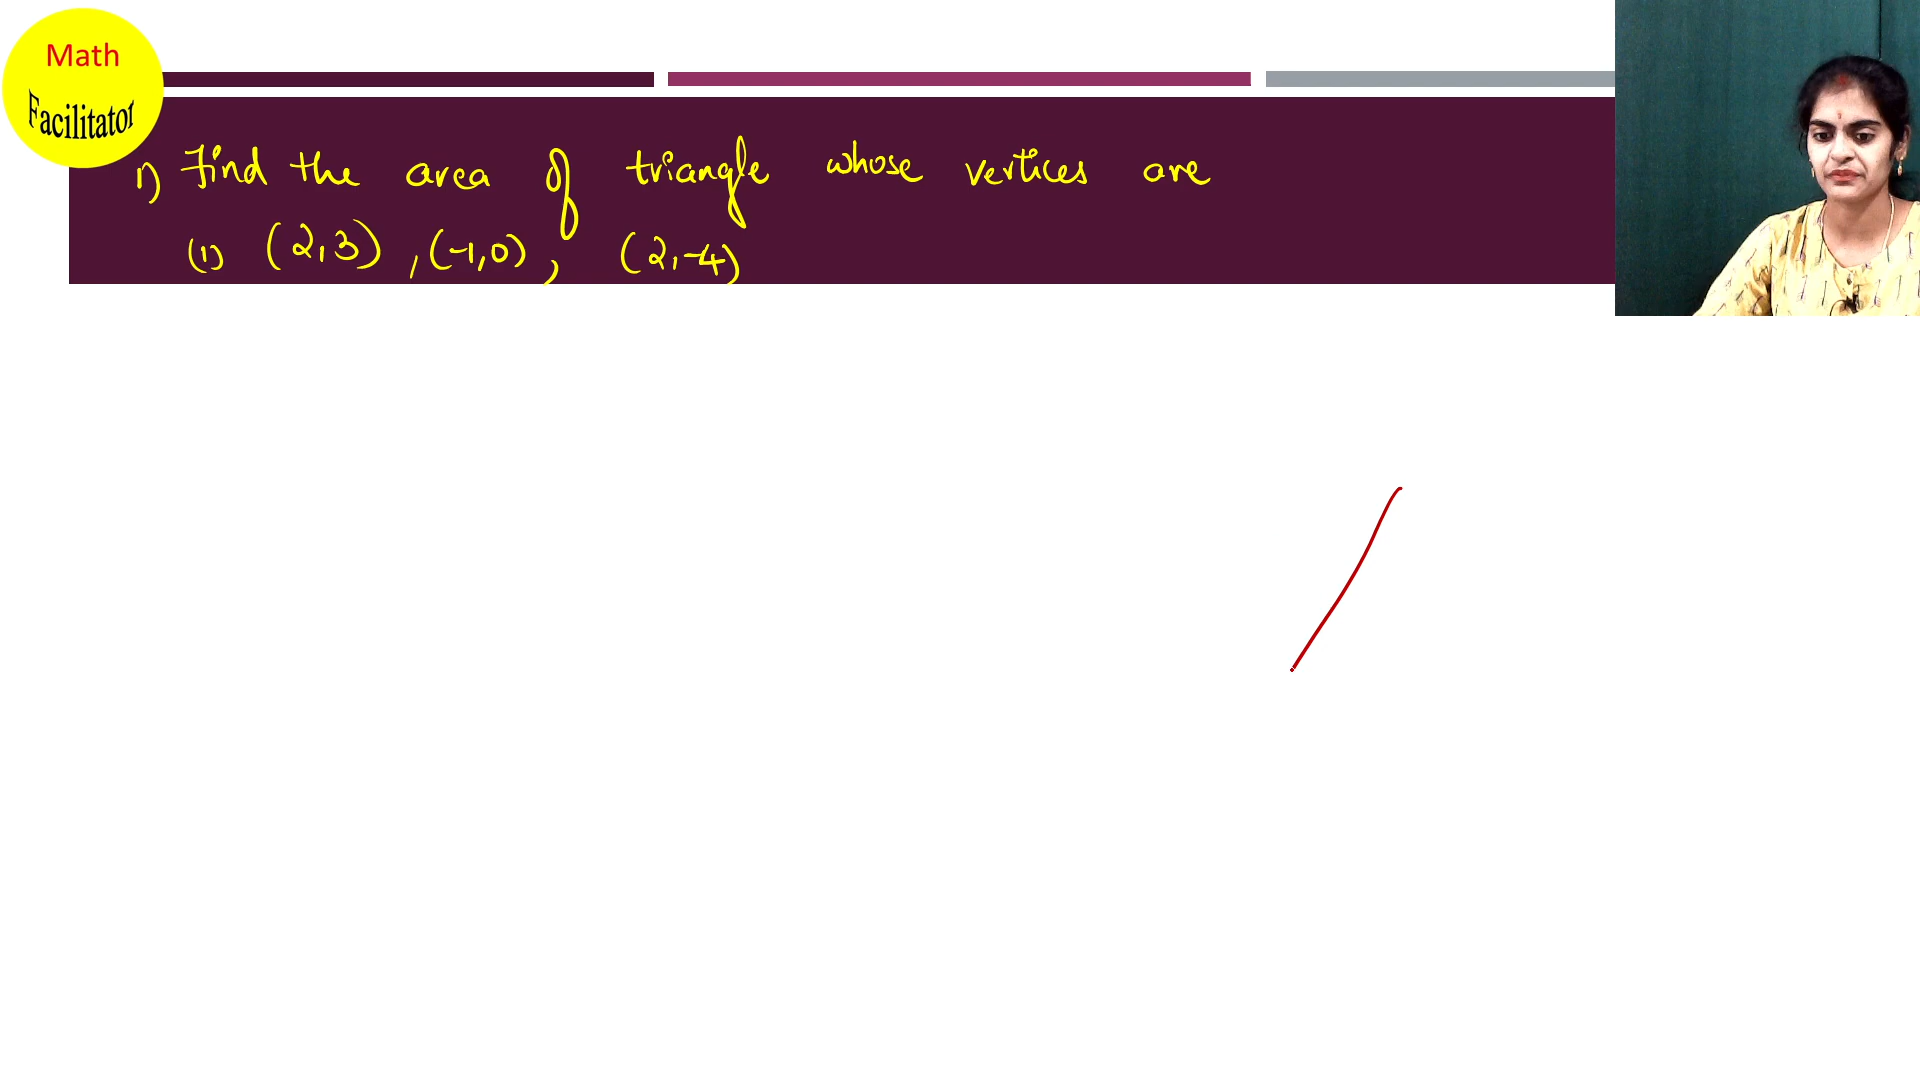 Math
Facilitator
1) Find the area of triangle whose vertices are
(1) (2,3) , (-1,0) , (2,-4)